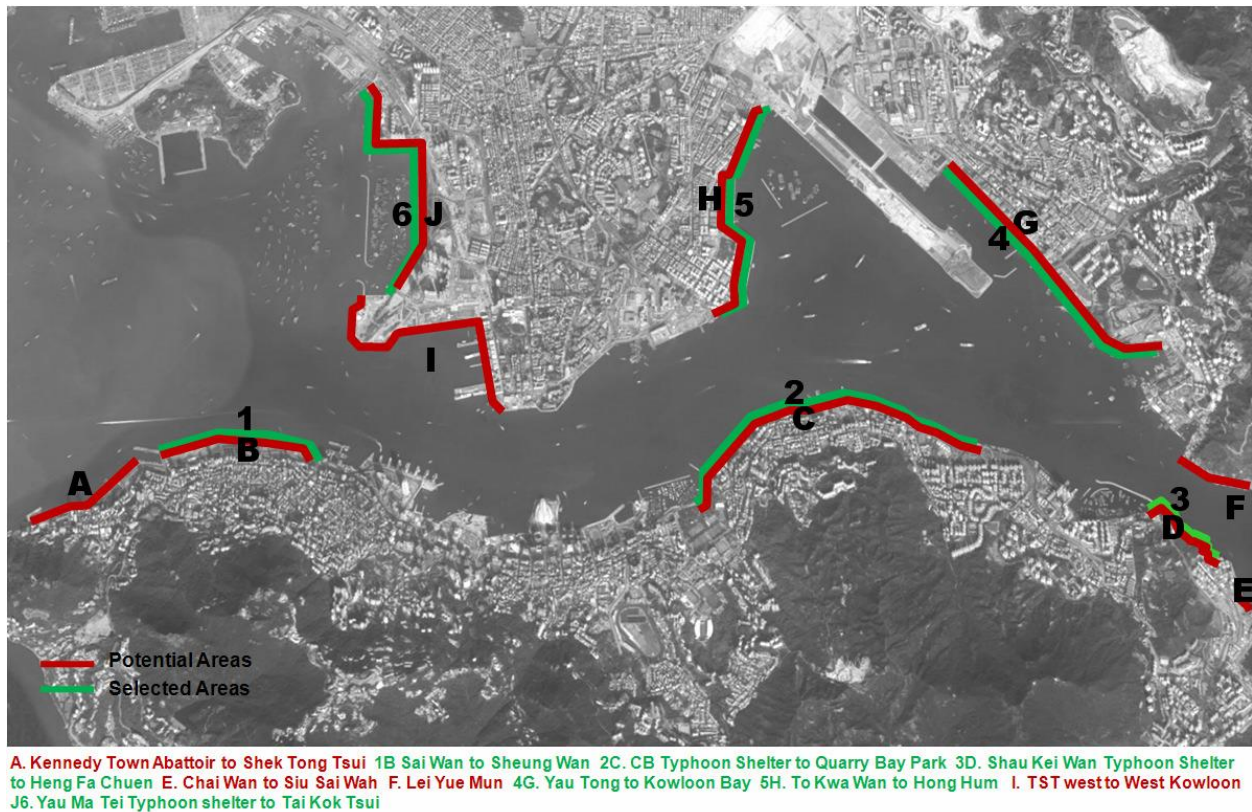 6 J
H 5
4 G
I
2
C
1
B
A
3
D
F
E
Potential Areas
Selected Areas
A. Kennedy Town Abattoir to Shek Tong Tsui 1B Sai Wan to Sheung Wan 2C. CB Typhoon Shelter to Quarry Bay Park 3D. Shau Kei Wan Typhoon Shelter
to Heng Fa Chuen E. Chai Wan to Siu Sai Wah F. Lei Yue Mun 4G. Yau Tong to Kowloon Bay 5H. To Kwa Wan to Hong Hum I. TST west to West Kowloon
J6. Yau Ma Tei Typhoon shelter to Tai Kok Tsui